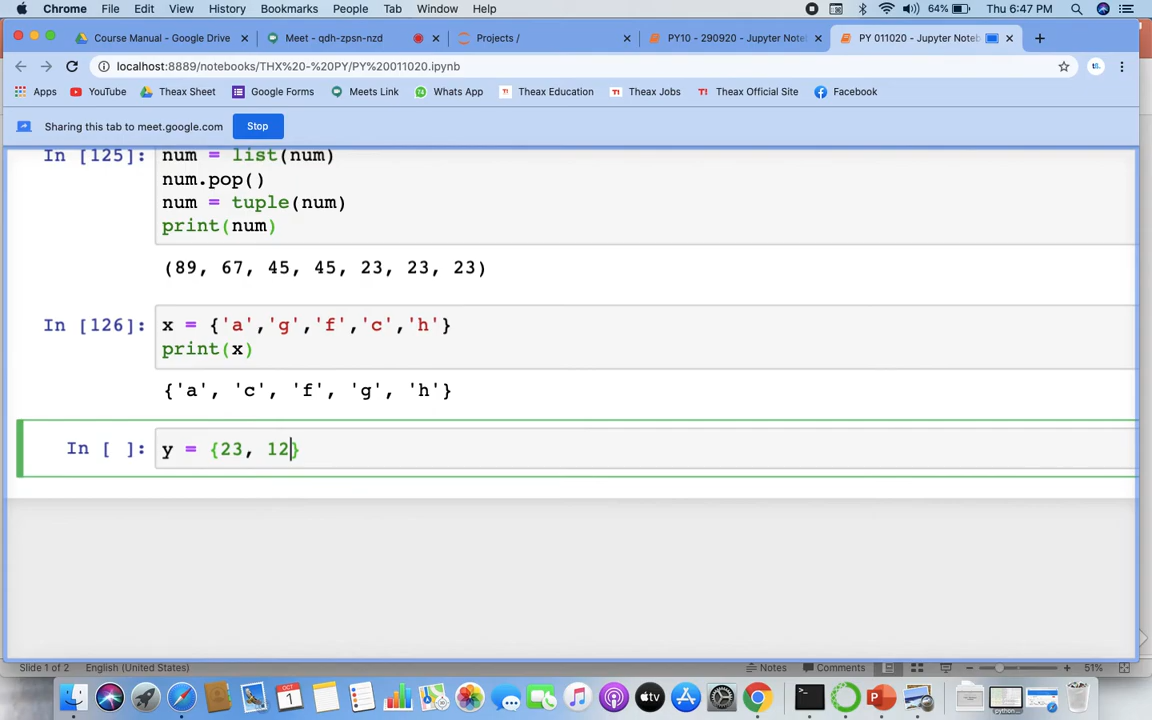 Chrome File Edit View History Bookmarks People Tab Window Help 64% Thu 6:47 PM
Course Manual - Google Drive Meet - qdh-zpsn-nzd Projects / PY10 - 290920 - Jupyter Note PY 011020 - Jupyter Noteb
localhost:8889/notebooks/THX%20-%20PY/PY%20011020.ipynb
Apps YouTube Theax Sheet Google Forms Meets Link Whats App Theax Education Theax Jobs Theax Official Site Facebook
Sharing this tab to meet.google.com Stop
In [125]: num = list(num)
num.pop()
num = tuple(num)
print(num)
(89, 67, 45, 45, 23, 23, 23)
In [126]: x = {'a','g','f','c','h'}
print(x)
{'a', 'c', 'f', 'g', 'h'}
In [ ]: y = {23, 12}
Slide 1 of 2 English (United States) Notes Comments 51%